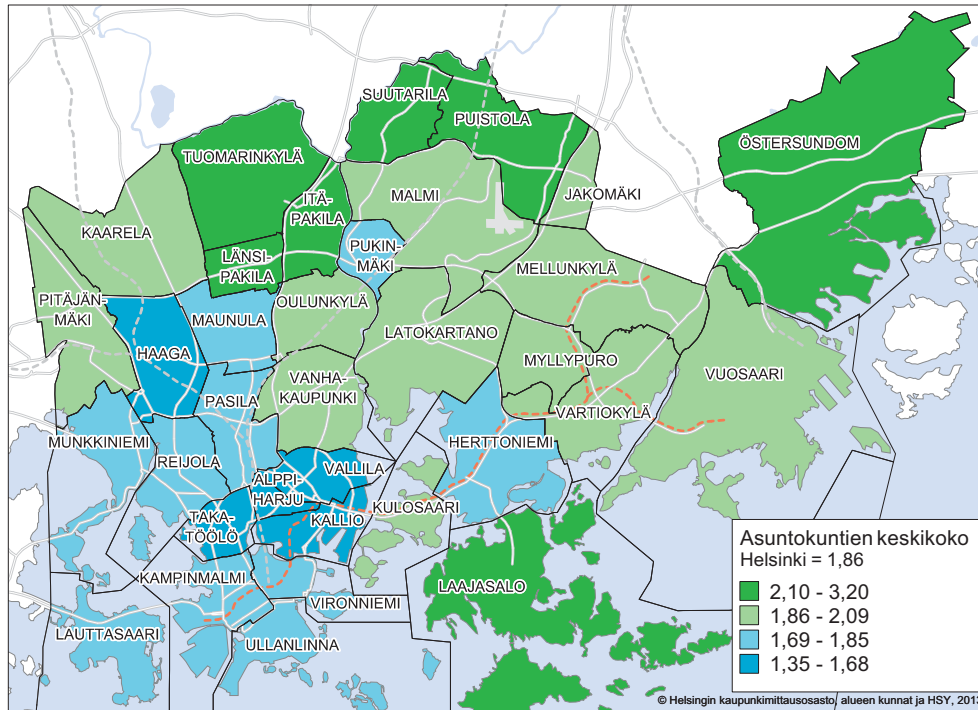 SUUTARILA
PUISTOLA
ÖSTERSUNDOM
TUOMARINKYLÄ
ITÄ-
PAKILA
MALMI
JAKOMÄKI
KAARELA
LÄNSI-
PAKILA
PUKIN-
MÄKI
MELLUNKYLÄ
PITÄJÄN-
MÄKI
MAUNULA
OULUNKYLÄ
LATOKARTANO
HAAGA
MYLLYPURO
VUOSAARI
VANHA-
KAUPUNKI
PASILA
VARTIOKYLÄ
MUNKKINIEMI
HERTTONIEMI
REIJOLA
VALLILA
ALPPI-
HARJU
KULOSAARI
TAKA-
TÖÖLÖ
KALLIO
KAMPINMALMI
LAAJASALO
VIRONNIEMI
LAUTTASAARI
ULLANLINNA
Asuntokuntien keskikoko
Helsinki = 1,86
2,10 - 3,20
1,86 - 2,09
1,69 - 1,85
1,35 - 1,68
© Helsingin kaupunkimittausosasto, alueen kunnat ja HSY, 2013